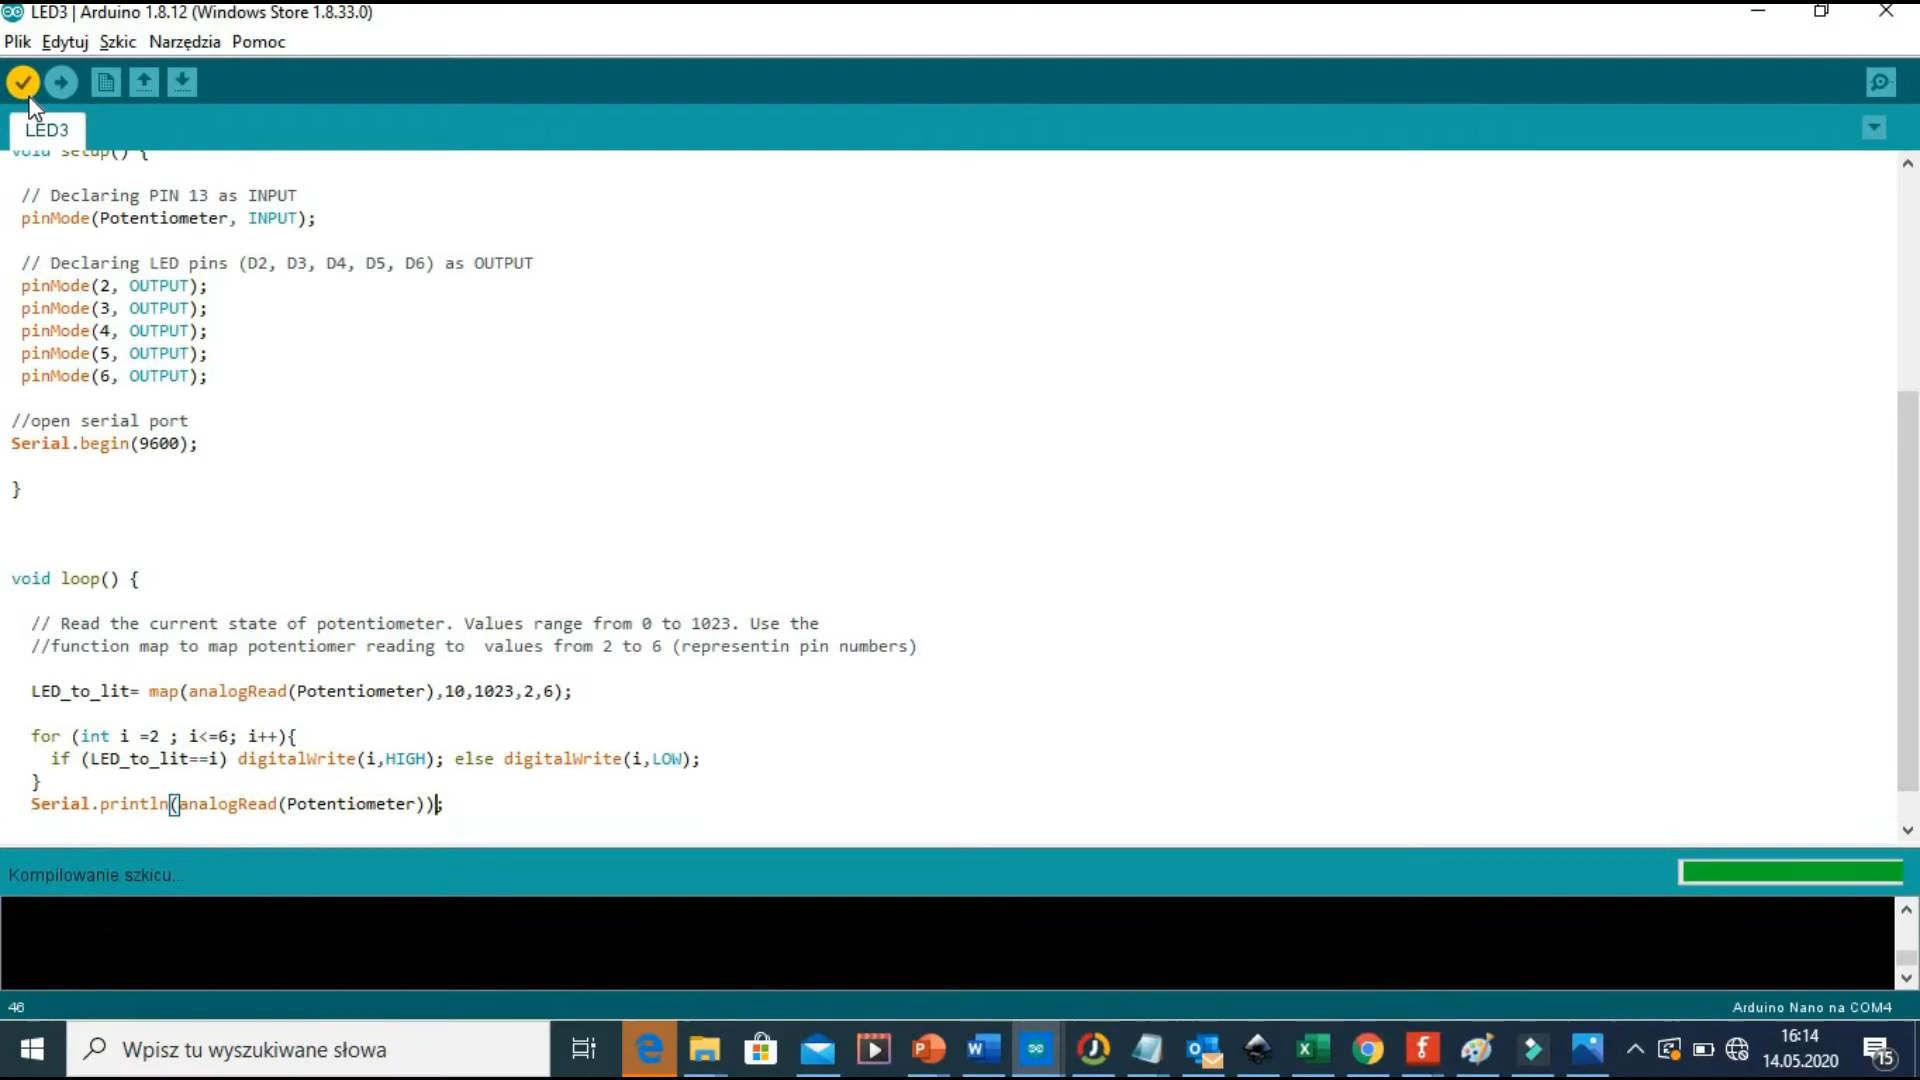 LED3 | Arduino 1.8.12 (Windows Store 1.8.33.0)
Plik Edytuj Szkic Narzędzia Pomoc
LED3
void setup() {
// Declaring PIN 13 as INPUT
pinMode(Potentiometer, INPUT);
// Declaring LED pins (D2, D3, D4, D5, D6) as OUTPUT
pinMode(2, OUTPUT);
pinMode(3, OUTPUT);
pinMode(4, OUTPUT);
pinMode(5, OUTPUT);
pinMode(6, OUTPUT);
//open serial port
Serial.begin(9600);
}
void loop() {
// Read the current state of potentiometer. Values range from 0 to 1023. Use the
//function map to map potentiomer reading to  values from 2 to 6 (representin pin numbers)
LED_to_lit= map(analogRead(Potentiometer),10,1023,2,6);
for (int i =2 ; i<=6; i++){
if (LED_to_lit==i) digitalWrite(i,HIGH); else digitalWrite(i,LOW);
}
Serial.println(analogRead(Potentiometer));
Kompilowanie szkicu...
46
Arduino Nano na COM4
Wpisz tu wyszukiwane słowa
16:14
14.05.2020
15